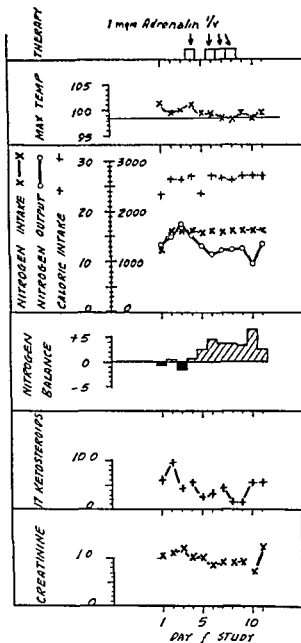 1 mgm Adrenalin I/V
THERAPY
MAX TEMP
105
100
95
NITROGEN INTAKE x—x
NITROGEN OUTPUT o—o
CALORIC INTAKE + +
30 3000
20 2000
10 1000
0 0
NITROGEN BALANCE
+5
0
-5
17 KETOSTEROIDS
10 0
0
CREATININE
1 0
0
1 5 10
DAY f STUDY